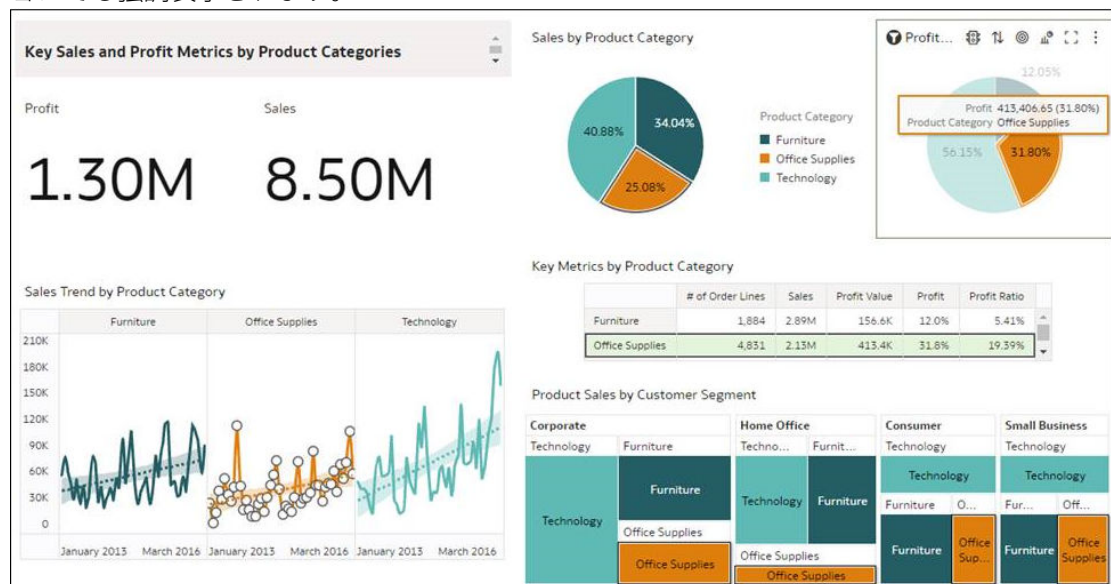 Key Sales and Profit Metrics by Product Categories
Profit
Sales
1.30M
8.50M
Sales by Product Category
40.88%
34.04%
25.08%
Product Category
Furniture
Office Supplies
Technology
Profit...
12.05%
Profit 413,406.65 (31.80%)
Product Category Office Supplies
56.15%
31.80%
Key Metrics by Product Category
# of Order Lines Sales Profit Value Profit Profit Ratio
Furniture 1,884 2.89M 156.6K 12.0% 5.41%
Office Supplies 4,831 2.13M 413.4K 31.8% 19.39%
Sales Trend by Product Category
Furniture Office Supplies Technology
210K
180K
150K
120K
90K
60K
30K
0
January 2013 March 2016 January 2013 March 2016 January 2013 March 2016
Product Sales by Customer Segment
Corporate Home Office Consumer Small Business
Technology Furniture Techno... Furnit... Technology Technology
Technology Technology
Furniture
Technology Furniture
Furniture O... Fur... Off...
Technology
Office Supplies
Office Supplies
Furniture Office Sup... Furniture Office Supplies
Office Supplies
Office Supplies